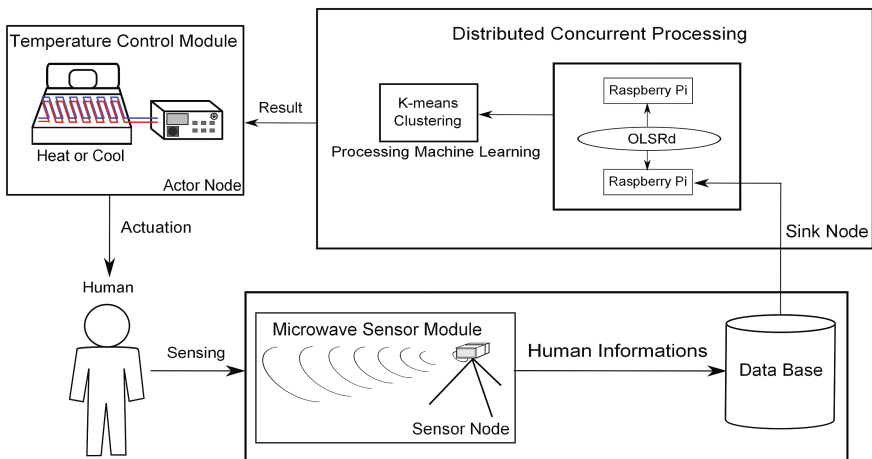 Temperature Control Module
Heat or Cool
Actor Node
Result
Distributed Concurrent Processing
K-means
Clustering
Processing Machine Learning
Raspberry Pi
OLSRd
Raspberry Pi
Sink Node
Actuation
Human
Sensing
Microwave Sensor Module
Sensor Node
Human Informations
Data Base